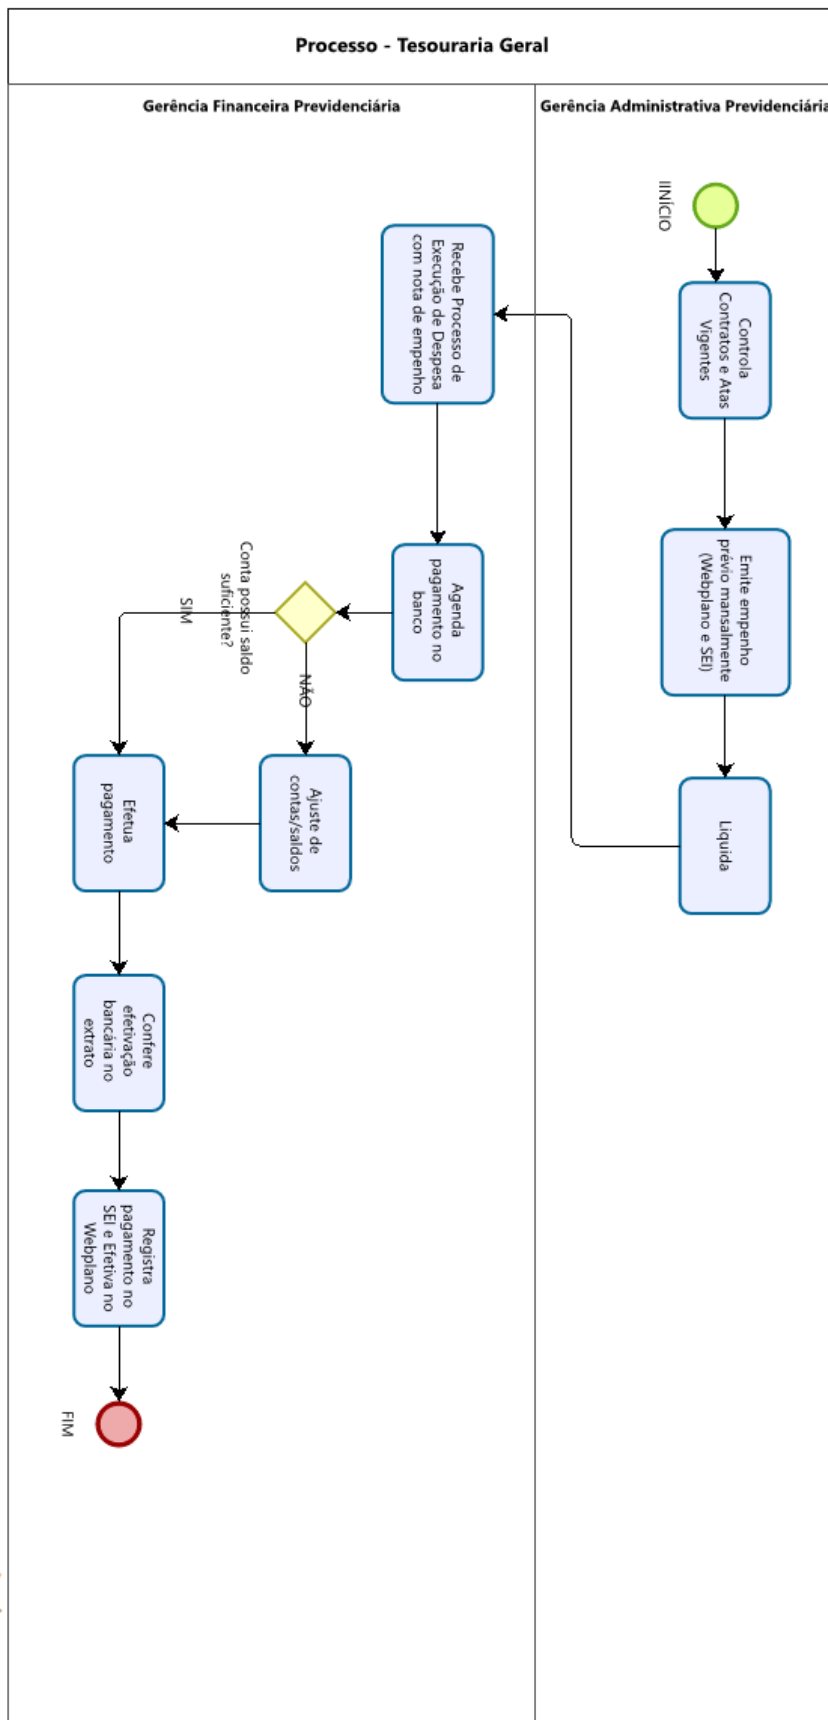 Processo - Tesouraria Geral
Gerência Administrativa Previdenciária
IINÍCIO
Controla
Contratos e Atas
Vigentes
Emite empenho
prévio mansalmente
(Webplano e SEI)
Liquida
Gerência Financeira Previdenciária
Recebe Processo de
Execução de Despesa
com nota de empenho
Agenda
pagamento no
banco
Conta possui saldo
suficiente?
NÃO
SIM
Ajuste de
contas/saldos
Efetua
pagamento
Confere
efetivação
bancária no
extrato
Registra
pagamento no
SEI e Efetiva no
Webplano
FIM